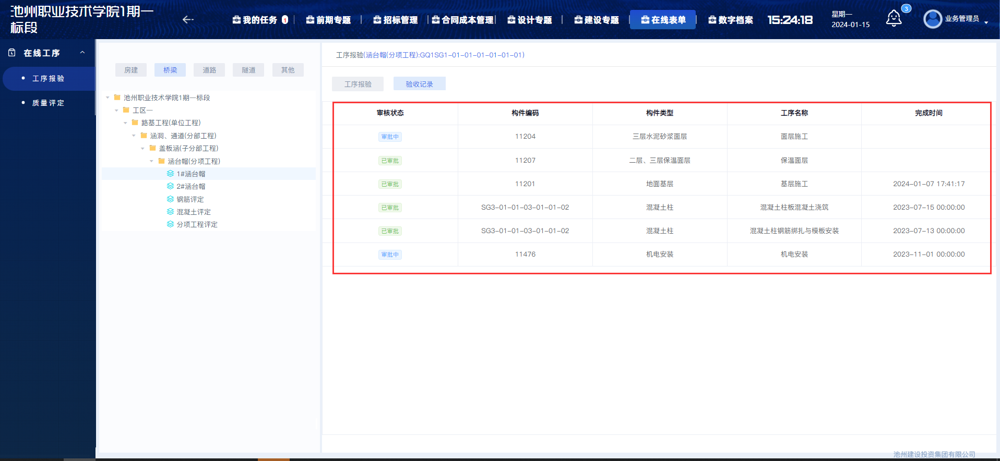 池州职业技术学院1期一
标段
我的任务 1
前期专题
招标管理
合同成本管理
设计专题
建设专题
在线表单
数字档案
15:24:18
星期一
2024-01-15
3
业务管理员
在线工序
工序报验
质量评定
房建 桥梁 道路 隧道 其他
池州职业技术学院1期一标段
工区一
路基工程(单位工程)
涵洞、通道(分部工程)
盖板涵(子分部工程)
涵台帽(分项工程)
1#涵台帽
2#涵台帽
钢筋评定
混凝土评定
分项工程评定
工序报验(涵台帽(分项工程):GQ1SG1-01-01-01-01-01-01)
工序报验 验收记录
审核状态 构件编码 构件类型 工序名称 完成时间
审批中 11204 三层水泥砂浆面层 面层施工
已审批 11207 二层、三层保温面层 保温面层
已审批 11201 地面基层 基层施工 2024-01-07 17:41:17
已审批 SG3-01-01-03-01-01-02 混凝土柱 混凝土柱板混凝土浇筑 2023-07-15 00:00:00
已审批 SG3-01-01-03-01-01-02 混凝土柱 混凝土柱钢筋绑扎与模板安装 2023-07-13 00:00:00
审批中 11476 机电安装 机电安装 2023-11-01 00:00:00
池州建设投资集团有限公司